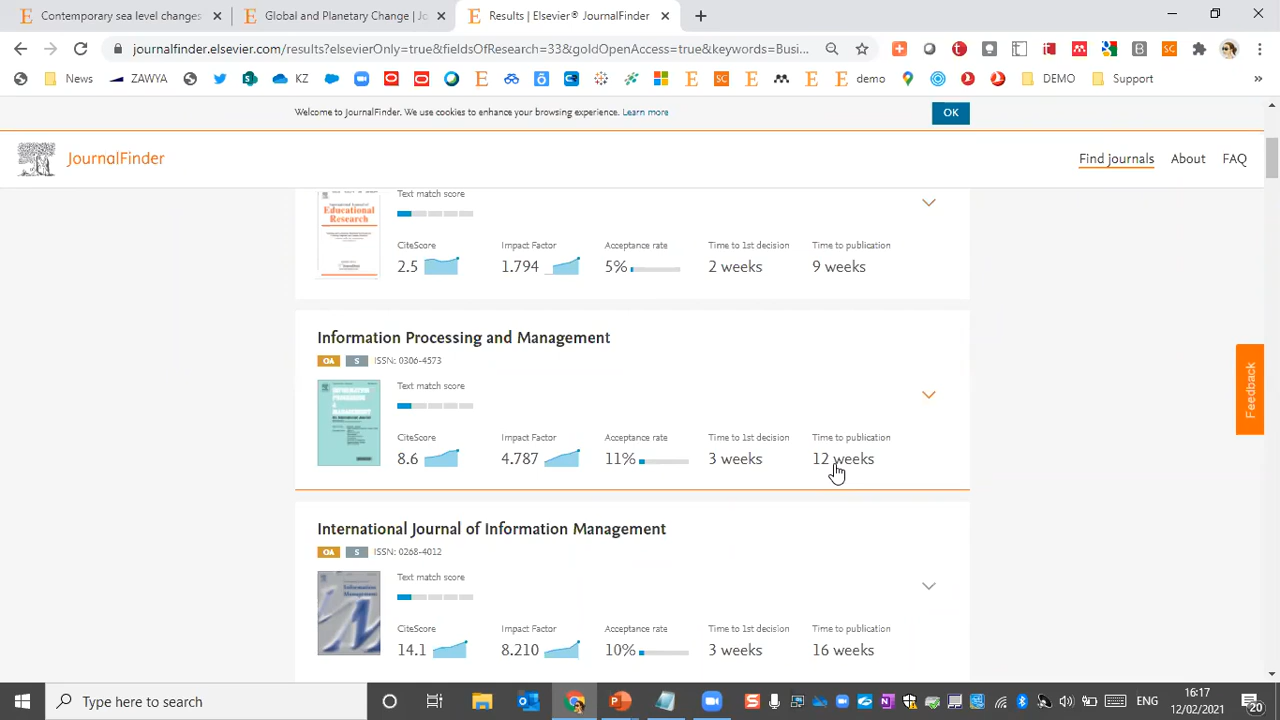 Contemporary sea level changes
Global and Planetary Change | Jo
Results | Elsevier® JournalFinder
journalfinder.elsevier.com/results?elsevierOnly=true&fieldsOfResearch=33&goldOpenAccess=true&keywords=Busi...
News
ZAWYA
KZ
demo
DEMO
Support
Welcome to JournalFinder. We use cookies to enhance your browsing experience. Learn more
OK
JournalFinder
Find journals
About
FAQ
Educational
Research
Text match score
CiteScore
Impact Factor
Acceptance rate
Time to 1st decision
Time to publication
2.5
1.794
5%
2 weeks
9 weeks
Information Processing and Management
OA S ISSN: 0306-4573
Text match score
CiteScore
Impact Factor
Acceptance rate
Time to 1st decision
Time to publication
8.6
4.787
11%
3 weeks
12 weeks
International Journal of Information Management
OA S ISSN: 0268-4012
Information
Management
Text match score
CiteScore
Impact Factor
Acceptance rate
Time to 1st decision
Time to publication
14.1
8.210
10%
3 weeks
16 weeks
Feedback
Type here to search
ENG
16:17
12/02/2021
20